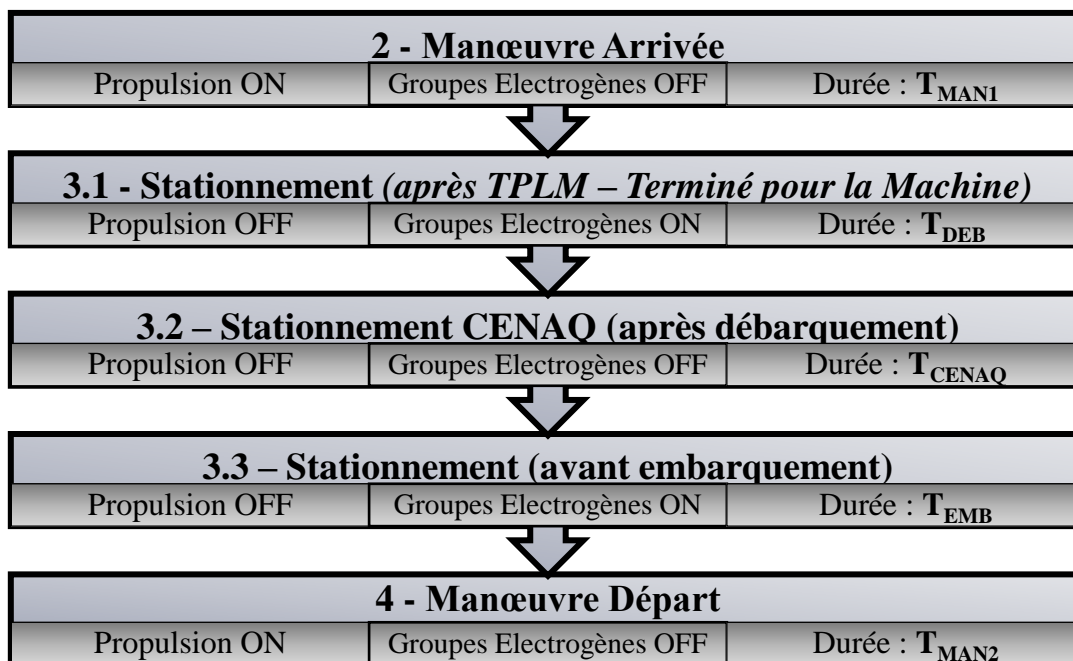 2 - Manœuvre Arrivée
Propulsion ON Groupes Electrogènes OFF Durée : TMAN1
3.1 - Stationnement (après TPLM – Terminé pour la Machine)
Propulsion OFF Groupes Electrogènes ON Durée : TDEB
3.2 – Stationnement CENAQ (après débarquement)
Propulsion OFF Groupes Electrogènes OFF Durée : TCENAQ
3.3 – Stationnement (avant embarquement)
Propulsion OFF Groupes Electrogènes ON Durée : TEMB
4 - Manœuvre Départ
Propulsion ON Groupes Electrogènes OFF Durée : TMAN2